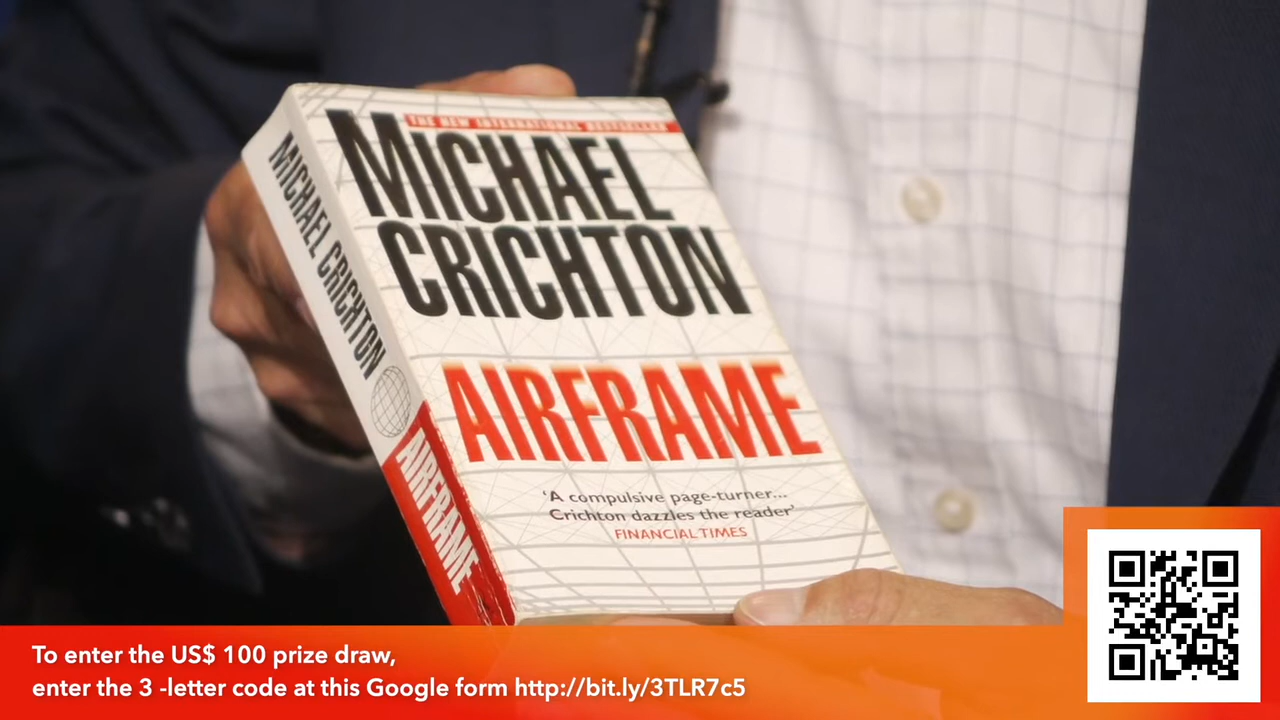 THE NEW INTERNATIONAL BESTSELLER
MICHAEL
CRICHTON
AIRFRAME
'A compulsive page-turner...
Crichton dazzles the reader'
FINANCIAL TIMES
MICHAEL CRICHTON
AIRFRAME
To enter the US$ 100 prize draw,
enter the 3 -letter code at this Google form http://bit.ly/3TLR7c5